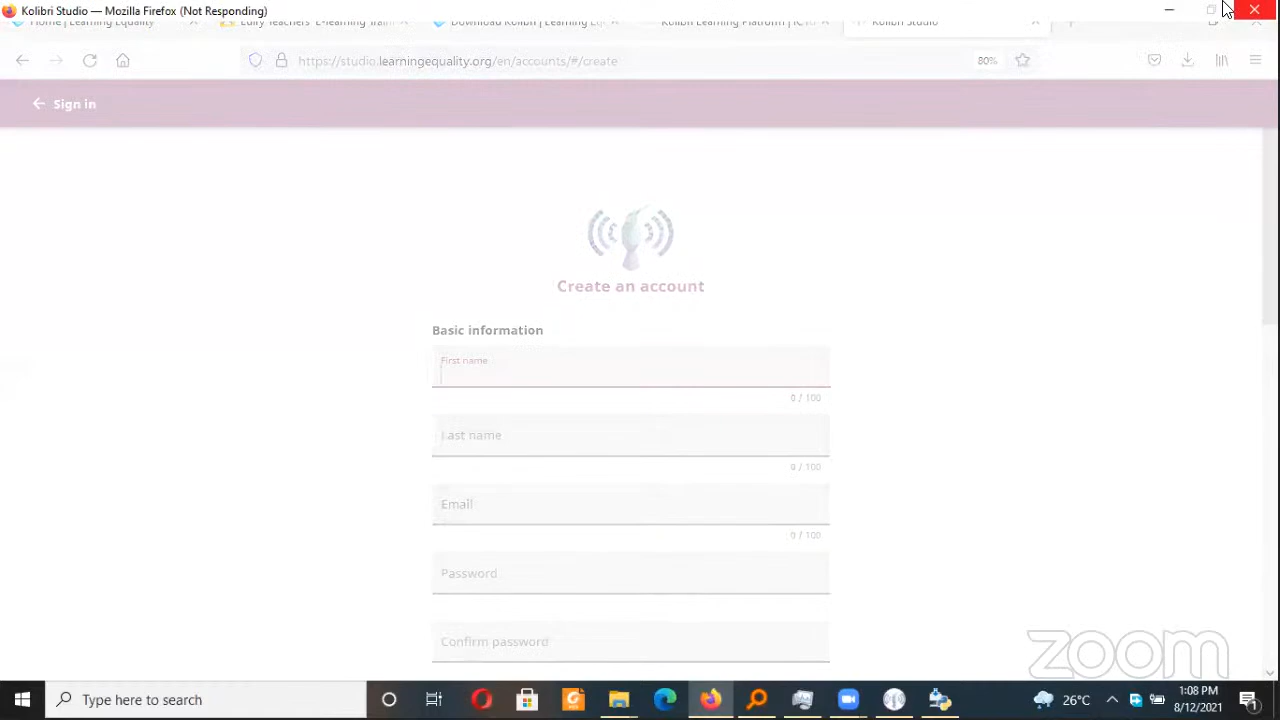 Kolibri Studio — Mozilla Firefox (Not Responding)
Home | Learning Equality
Download Kolibri | Learning Eq
Kolibri Learning Platform | ICT
Kolibri Studio
https://studio.learningequality.org/en/accounts/#/create
80%
Sign in
Create an account
Basic information
First name
0 / 100
Last name
0 / 100
Email
0 / 100
Password
Confirm password
zoom
Type here to search
26°C
1:08 PM
8/12/2021
1